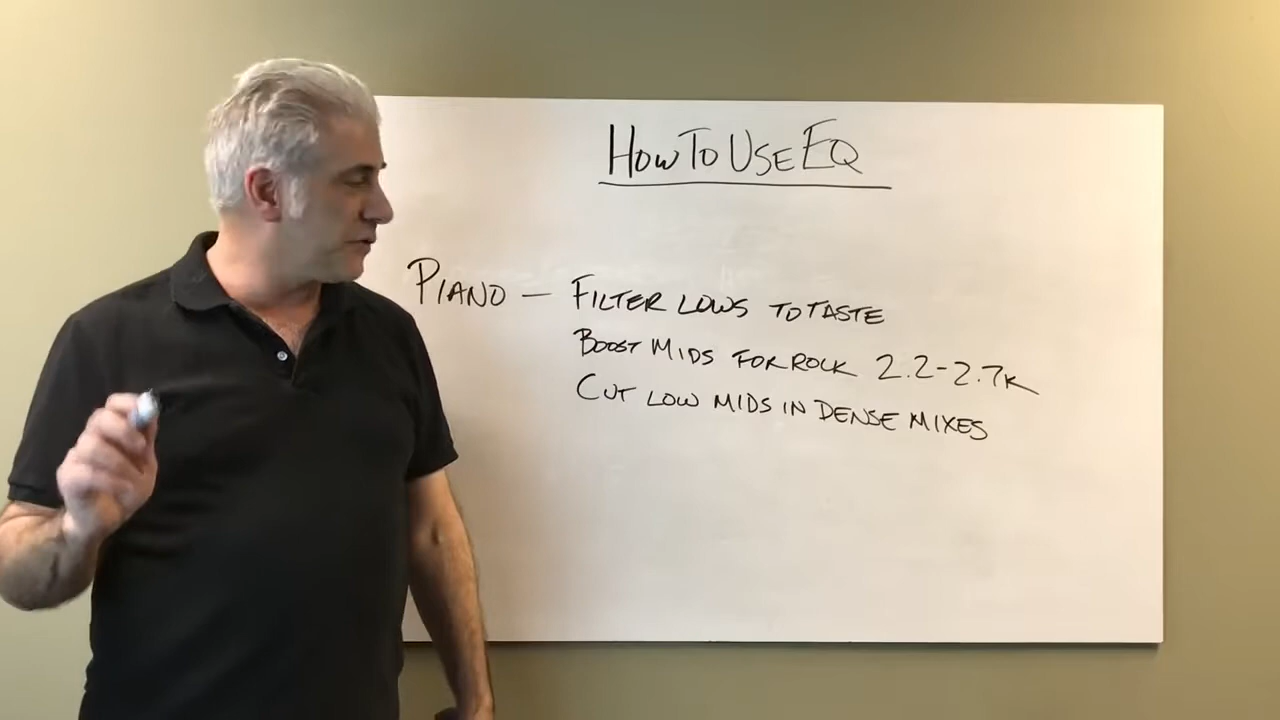 HOW TO USE EQ
PIANO — FILTER LOWS TO TASTE
BOOST MIDS FOR ROCK 2.2-2.7K
CUT LOW MIDS IN DENSE MIXES